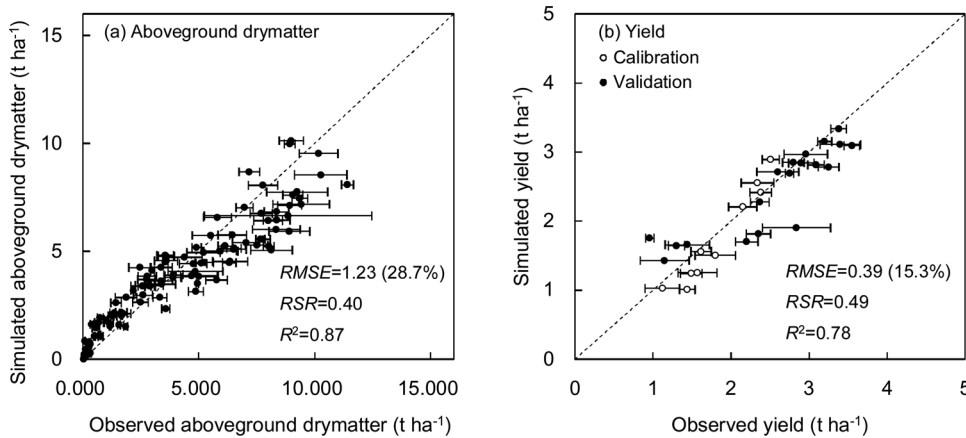 (a) Aboveground drymatter
Simulated aboveground drymatter (t ha-1)
15
10
5
0
0.000 5.000 10.000 15.000
Observed aboveground drymatter (t ha-1)
RMSE=1.23 (28.7%)
RSR=0.40
R2=0.87
(b) Yield
Calibration
Validation
Simulated yield (t ha-1)
5
4
3
2
1
0
0 1 2 3 4 5
Observed yield (t ha-1)
RMSE=0.39 (15.3%)
RSR=0.49
R2=0.78